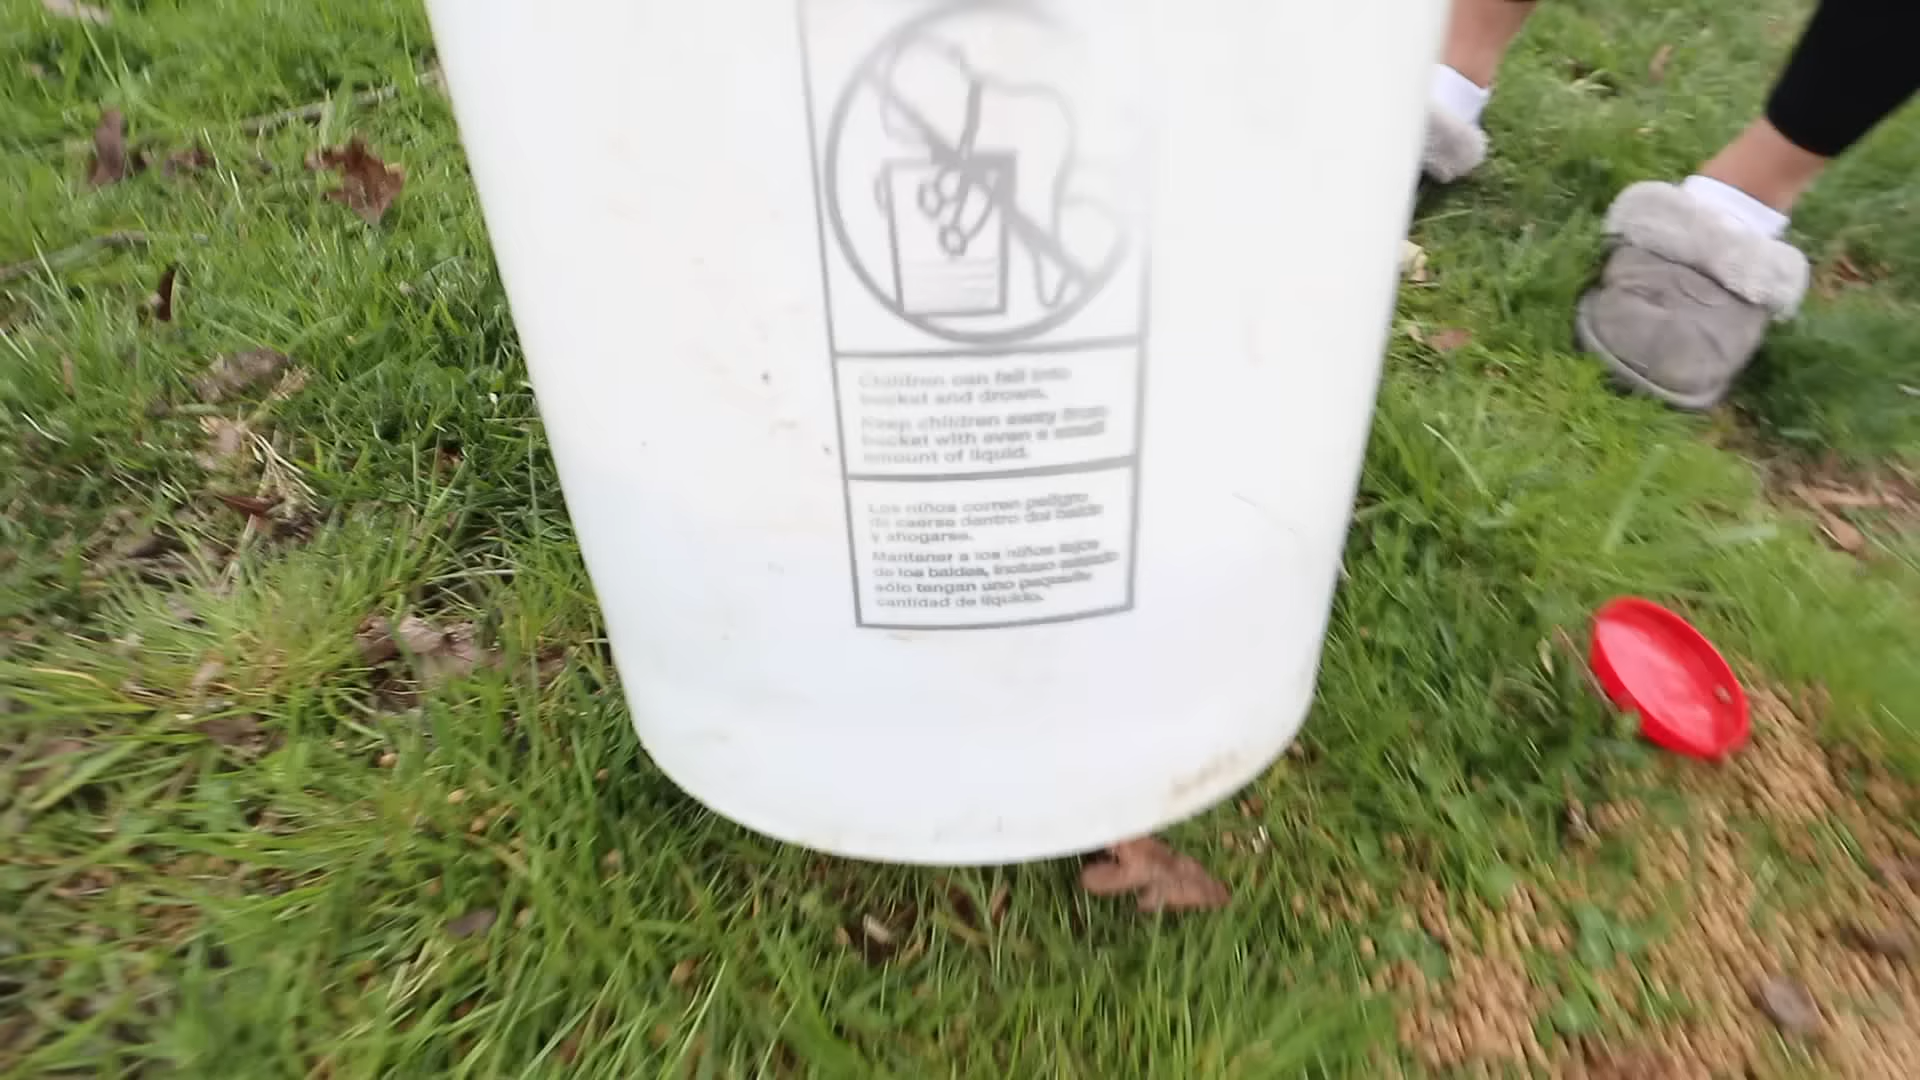 Children can fall into
bucket and drown.
Keep children away from
bucket with even a small
amount of liquid.
Los niños corren peligro
de caerse dentro del balde
y ahogarse.
Mantener a los niños lejos
de los baldes, incluso cuando
sólo tengan una pequeña
cantidad de líquido.